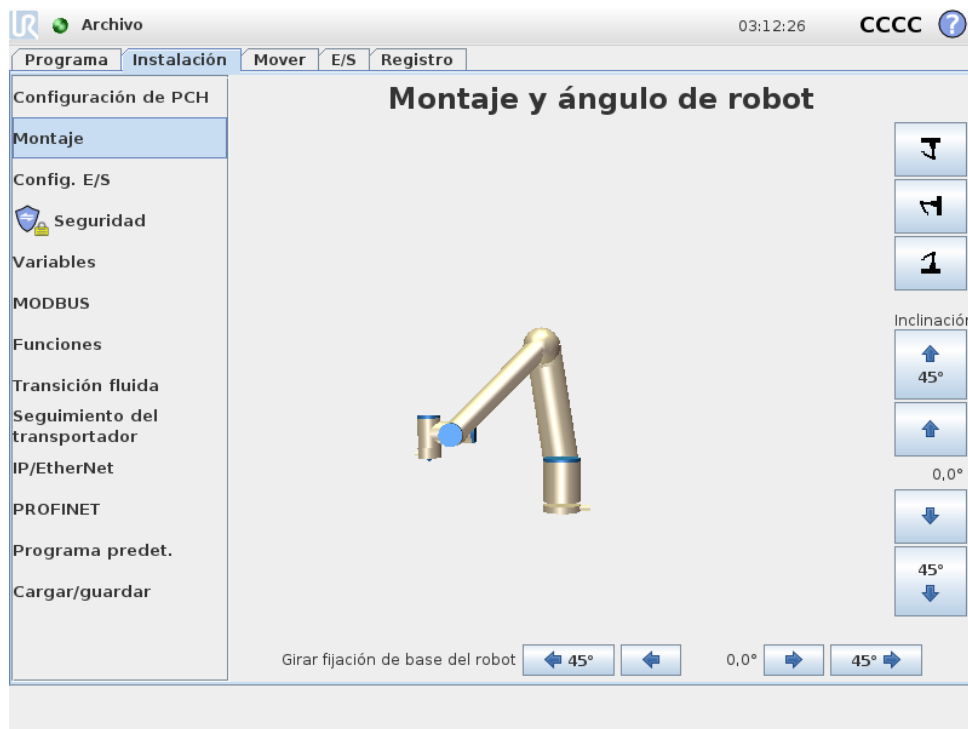 UR Archivo 03:12:26 CCCC ?
Programa Instalación Mover E/S Registro
Configuración de PCH
Montaje
Config. E/S
Seguridad
Variables
MODBUS
Funciones
Transición fluida
Seguimiento del
transportador
IP/EtherNet
PROFINET
Programa predet.
Cargar/guardar
Montaje y ángulo de robot
Inclinación
45°
0,0°
45°
Girar fijación de base del robot 45° 0,0° 45°